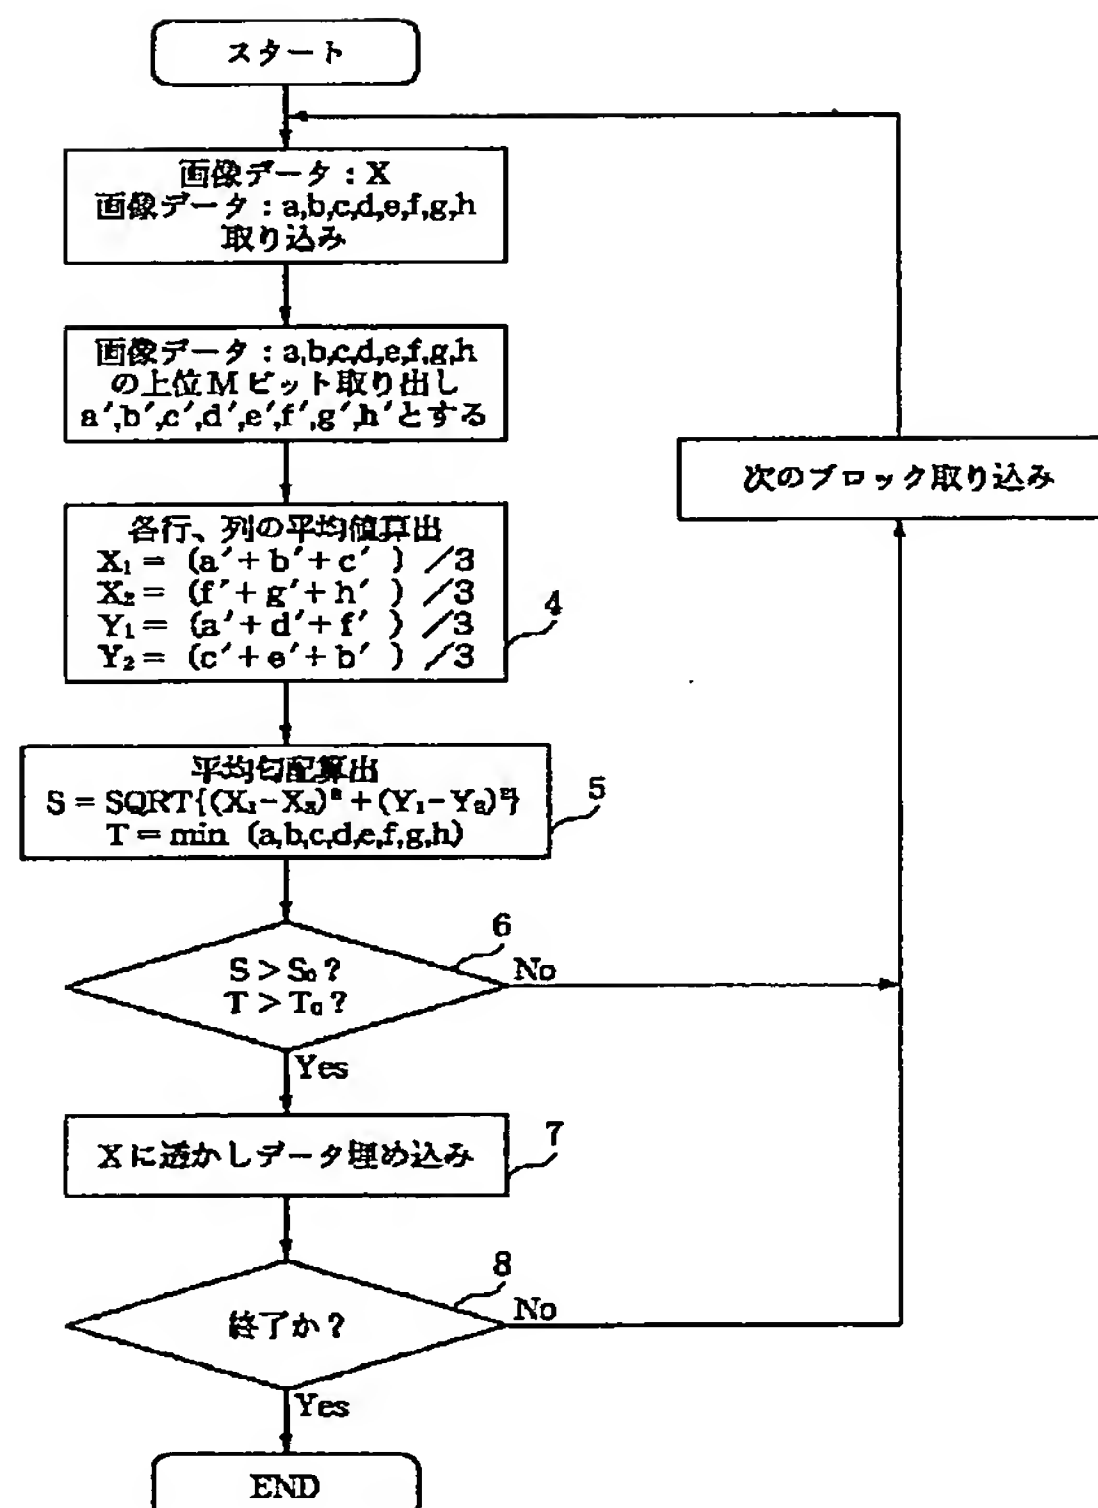 スタート
画像データ：X
画像データ：a,b,c,d,e,f,g,h
取り込み
画像データ：a,b,c,d,e,f,g,h
の上位Mビット取り出し
a′,b′,c′,d′,e′,f′,g′,h′とする
次のブロック取り込み
各行、列の平均値算出
X₁＝（a′＋b′＋c′）／3
X₂＝（f′＋g′＋h′）／3
Y₁＝（a′＋d′＋f′）／3
Y₂＝（c′＋e′＋b′）／3
4
平均匂配算出
S＝SQRT{(X₁−X₂)²＋(Y₁−Y₂)²}
T＝min（a,b,c,d,e,f,g,h）
5
6
S＞S₀？
T＞T₀？
No
Yes
Xに透かしデータ埋め込み
7
8
終了か？
No
Yes
END